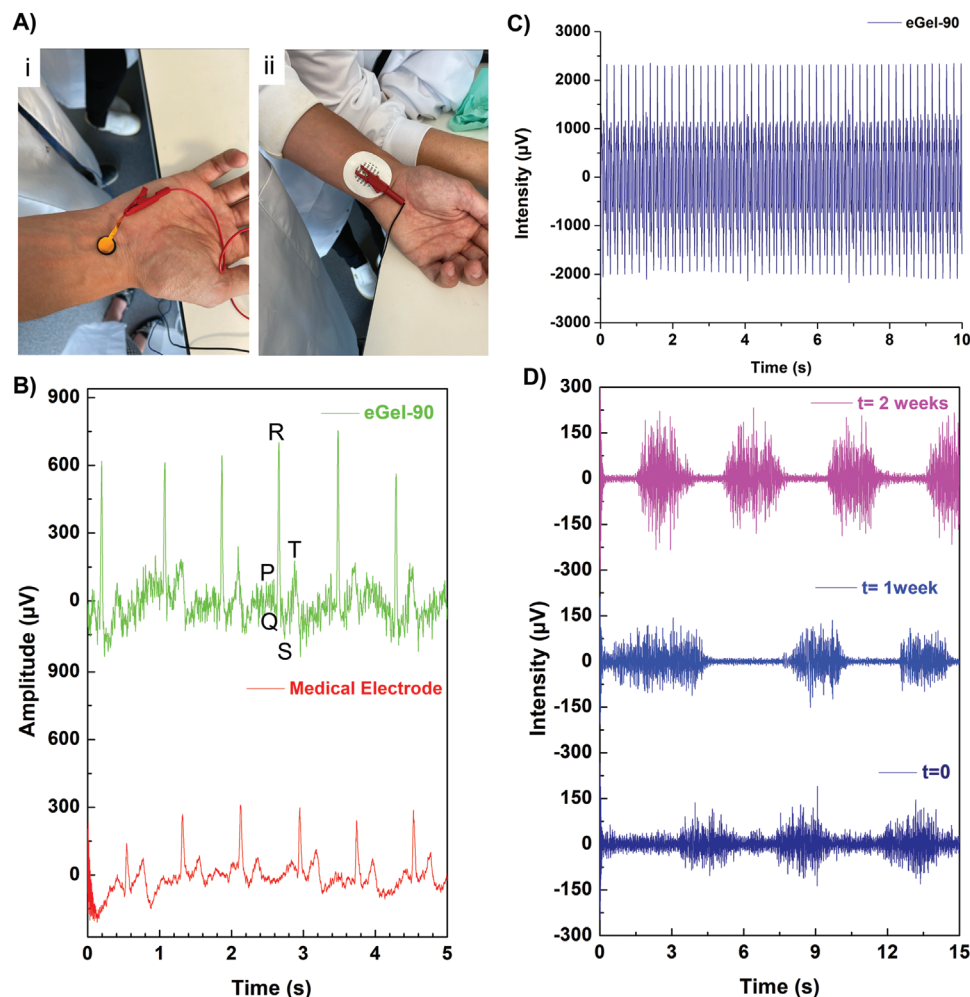 A)
i
ii
B)
900
600
300
0
900
600
300
0
Amplitude (µV)
eGel-90
R
P
T
Q
S
Medical Electrode
0 1 2 3 4 5
Time (s)
C)
eGel-90
3000
2000
1000
0
-1000
-2000
-3000
Intensity (µV)
0 2 4 6 8 10
Time (s)
D)
300
150
0
-150
-300
t= 2 weeks
150
0
-150
-300
t= 1week
150
0
-150
-300
t=0
Intensity (µV)
0 3 6 9 12 15
Time (s)